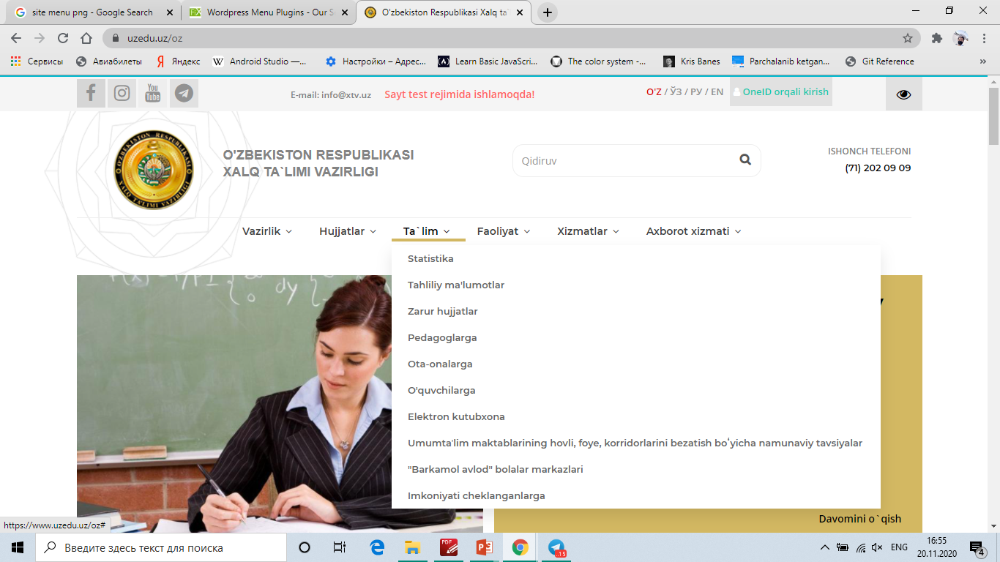 site menu png - Google Search
Wordpress Menu Plugins - Our S
O'zbekiston Respublikasi Xalq ta'
uzedu.uz/oz
Сервисы
Авиабилеты
Яндекс
Android Studio —...
Настройки – Адрес...
Learn Basic JavaScri...
The color system -...
Kris Banes
Parchalanib ketgan...
Git Reference
You Tube
E-mail: info@xtv.uz
Sayt test rejimida ishlamoqda!
O'Z / ЎЗ / РУ / EN
OneID orqali kirish
O'ZBEKISTON RESPUBLIKASI
XALQ TA`LIMI VAZIRLIGI
Qidiruv
ISHONCH TELEFONI
(71) 202 09 09
Vazirlik
Hujjatlar
Ta`lim
Faoliyat
Xizmatlar
Axborot xizmati
Statistika
Tahliliy ma'lumotlar
Zarur hujjatlar
Pedagoglarga
Ota-onalarga
O'quvchilarga
Elektron kutubxona
Umumta'lim maktablarining hovli, foye, korridorlarini bezatish boʻyicha namunaviy tavsiyalar
"Barkamol avlod" bolalar markazlari
Imkoniyati cheklanganlarga
Davomini o`qish
https://www.uzedu.uz/oz#
Введите здесь текст для поиска
PDF
..15
ENG
16:55
20.11.2020
4